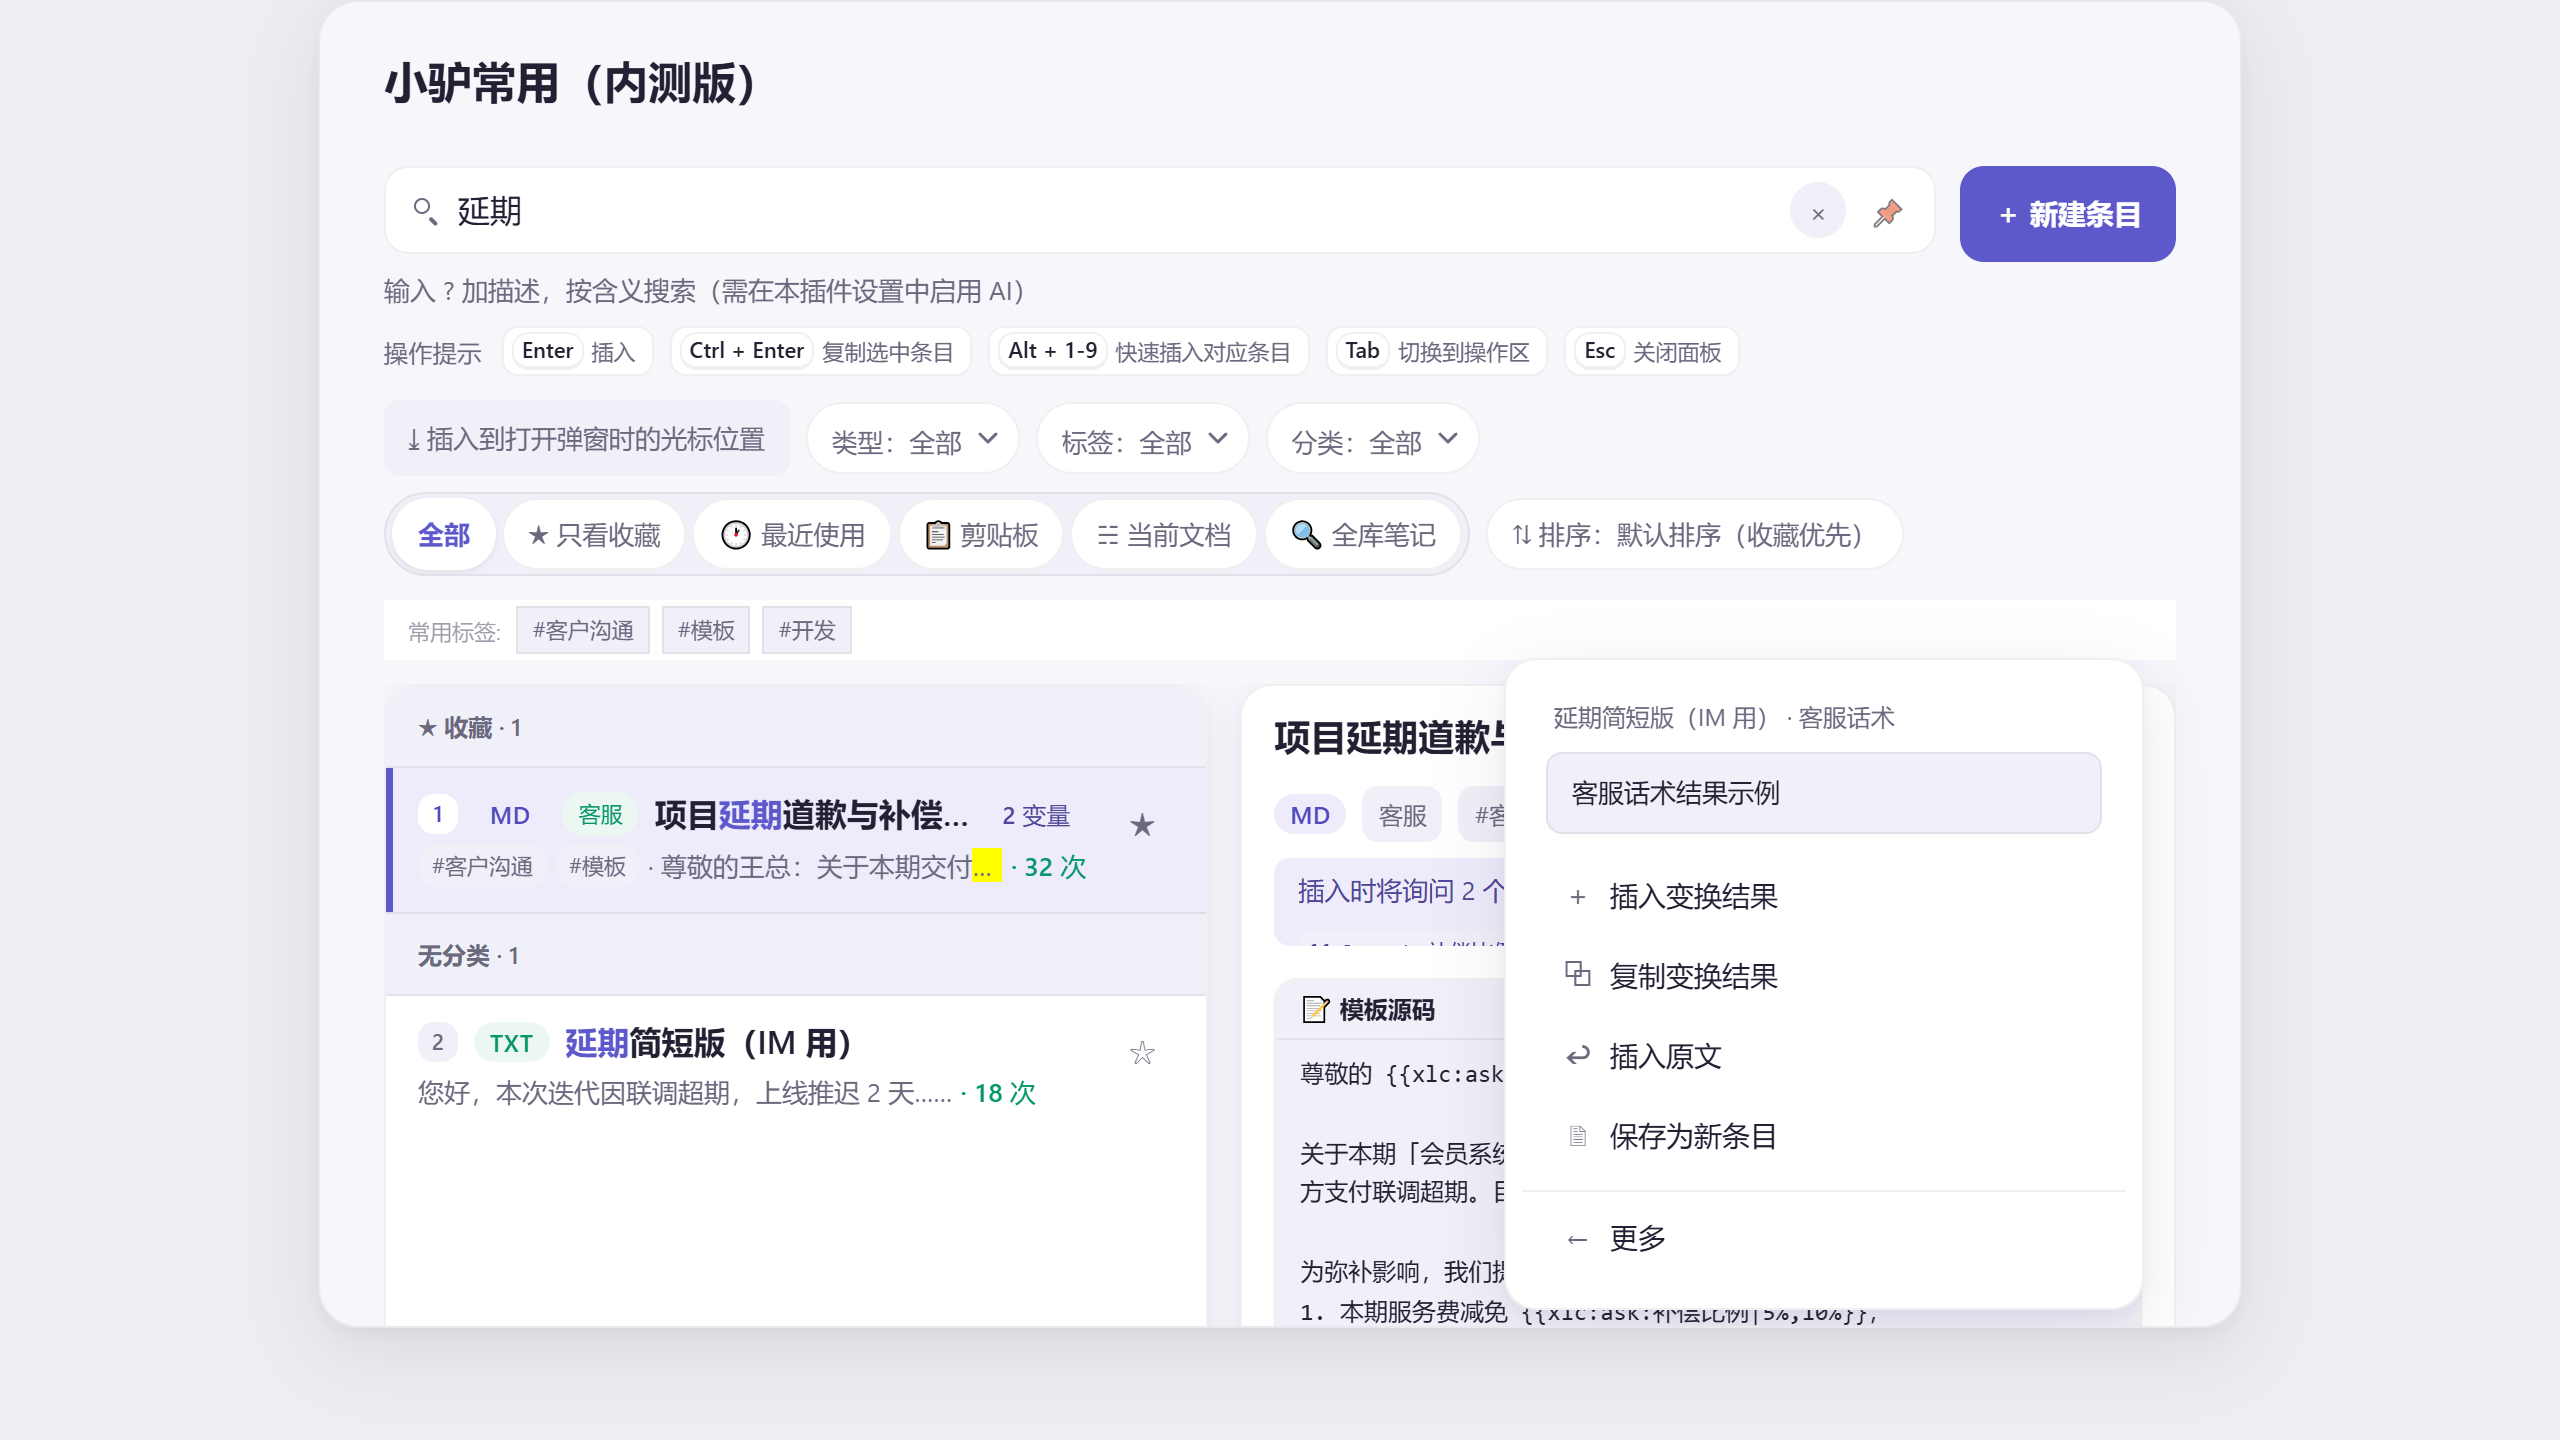 小驴常用（内测版）
延期
×
+ 新建条目
输入 ? 加描述，按含义搜索（需在本插件设置中启用 AI）
操作提示 Enter 插入 Ctrl + Enter 复制选中条目 Alt + 1-9 快速插入对应条目 Tab 切换到操作区 Esc 关闭面板
插入到打开弹窗时的光标位置 类型：全部 标签：全部 分类：全部
全部 ★ 只看收藏 最近使用 剪贴板 当前文档 全库笔记 排序：默认排序（收藏优先）
常用标签: #客户沟通 #模板 #开发
★ 收藏 · 1
1 MD 客服 项目延期道歉与补偿... 2 变量 ★
#客户沟通 #模板 · 尊敬的王总：关于本期交付... · 32 次
无分类 · 1
2 TXT 延期简短版（IM 用） ☆
您好，本次迭代因联调超期，上线推迟 2 天...... · 18 次
项目延期道歉
MD 客服 #客
插入时将询问 2 个
模板源码
尊敬的 {{xlc:ask
关于本期「会员系统
方支付联调超期。
为弥补影响，我们
1. 本期服务费减免 {{xlc:ask:补偿比例|5%,10%}}；
延期简短版（IM 用） · 客服话术
客服话术结果示例
+ 插入变换结果
复制变换结果
插入原文
保存为新条目
← 更多